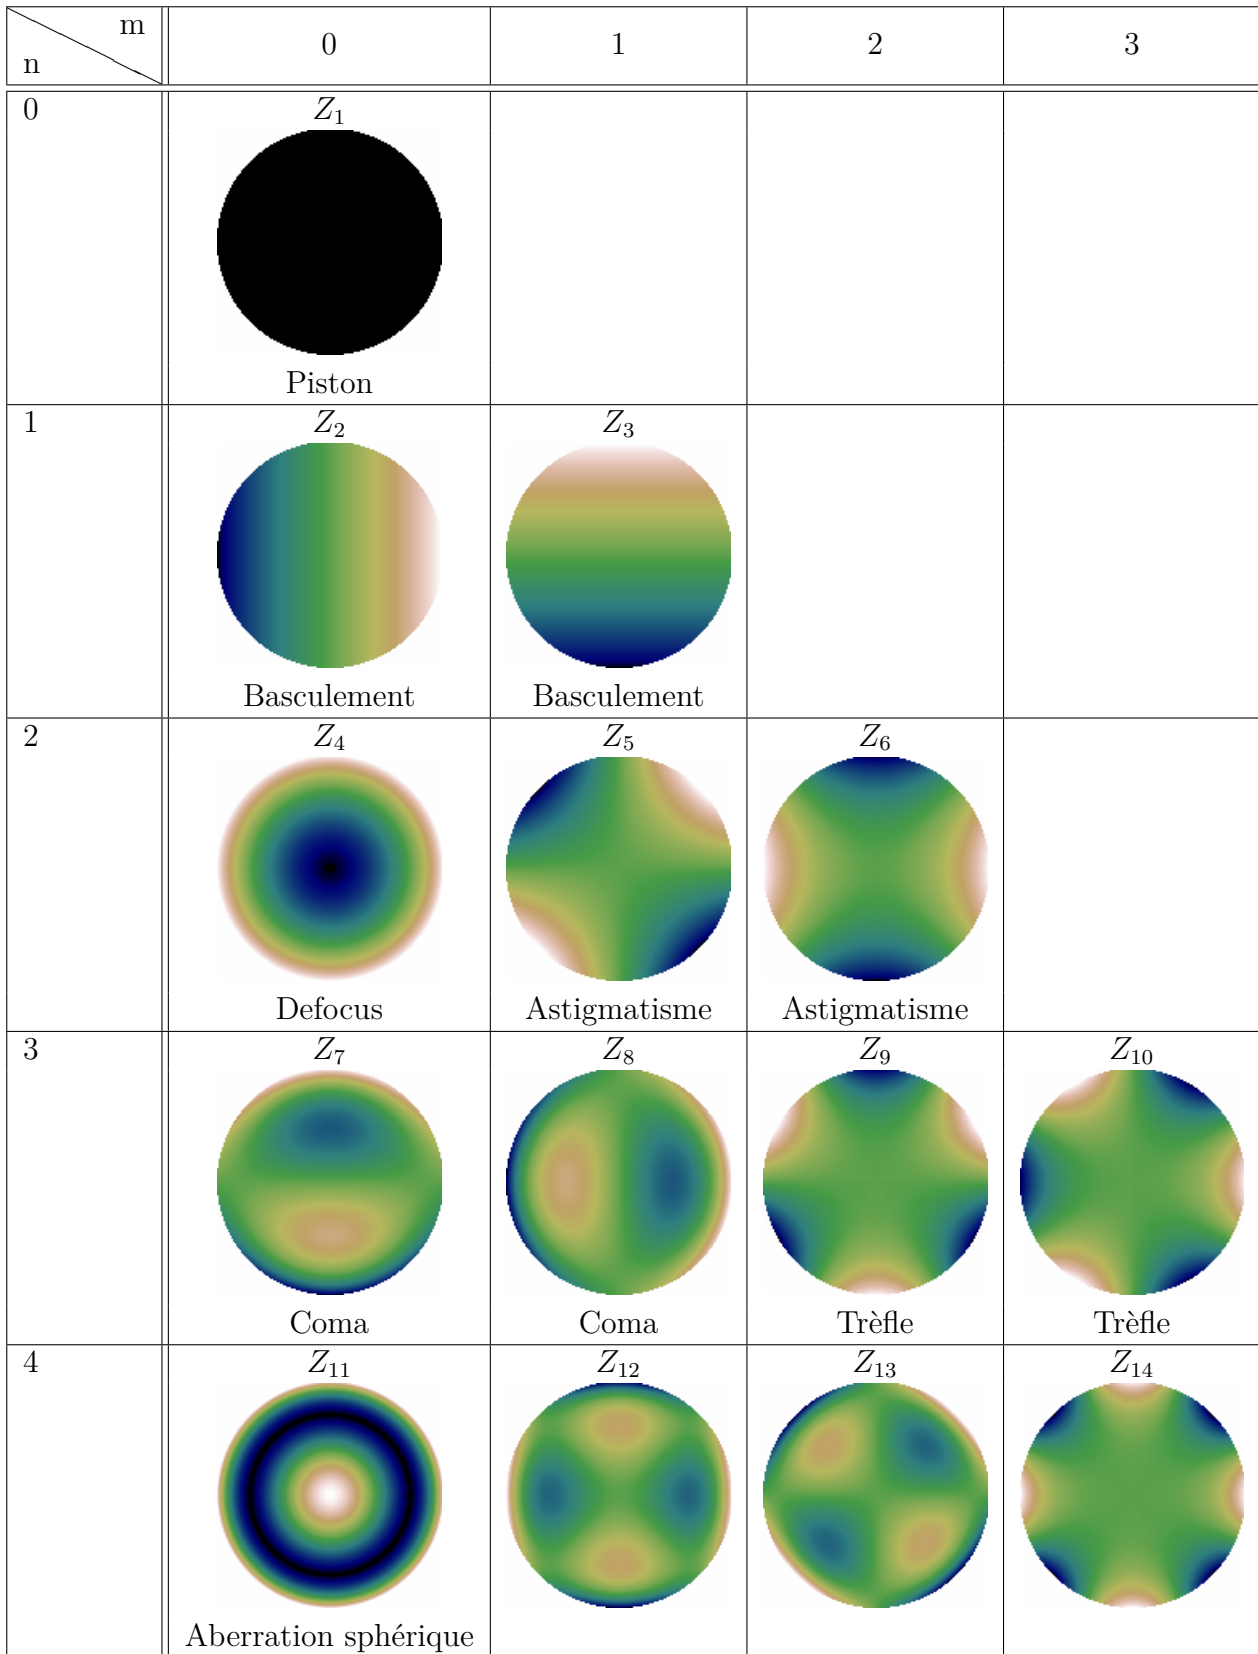 m
n
0 1 2 3
0
Z1
Piston
1
Z2 Z3
Basculement Basculement
2
Z4 Z5 Z6
Defocus Astigmatisme Astigmatisme
3
Z7 Z8 Z9 Z10
Coma Coma Trèfle Trèfle
4
Z11 Z12 Z13 Z14
Aberration sphérique